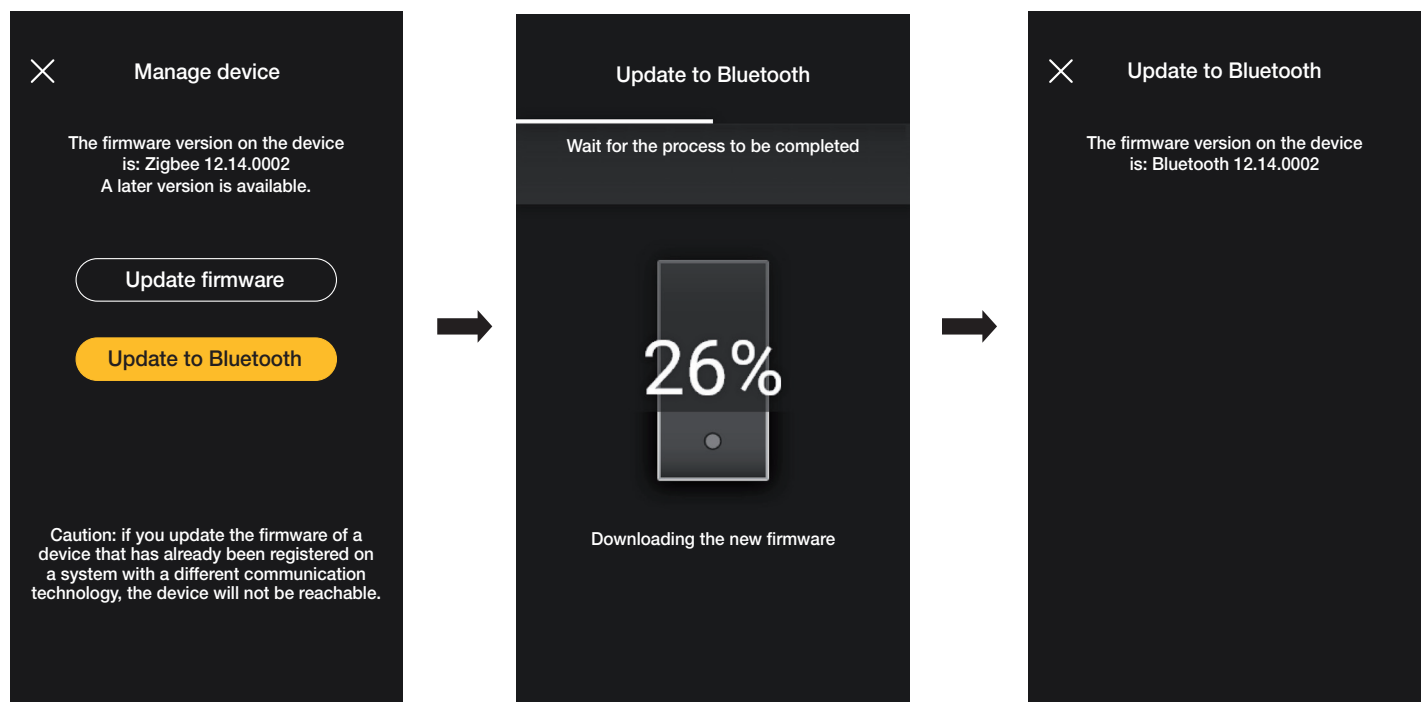 Manage device
The firmware version on the device
is: Zigbee 12.14.0002
A later version is available.
Update firmware
Update to Bluetooth
Caution: if you update the firmware of a
device that has already been registered on
a system with a different communication
technology, the device will not be reachable.
Update to Bluetooth
Wait for the process to be completed
26%
Downloading the new firmware
Update to Bluetooth
The firmware version on the device
is: Bluetooth 12.14.0002